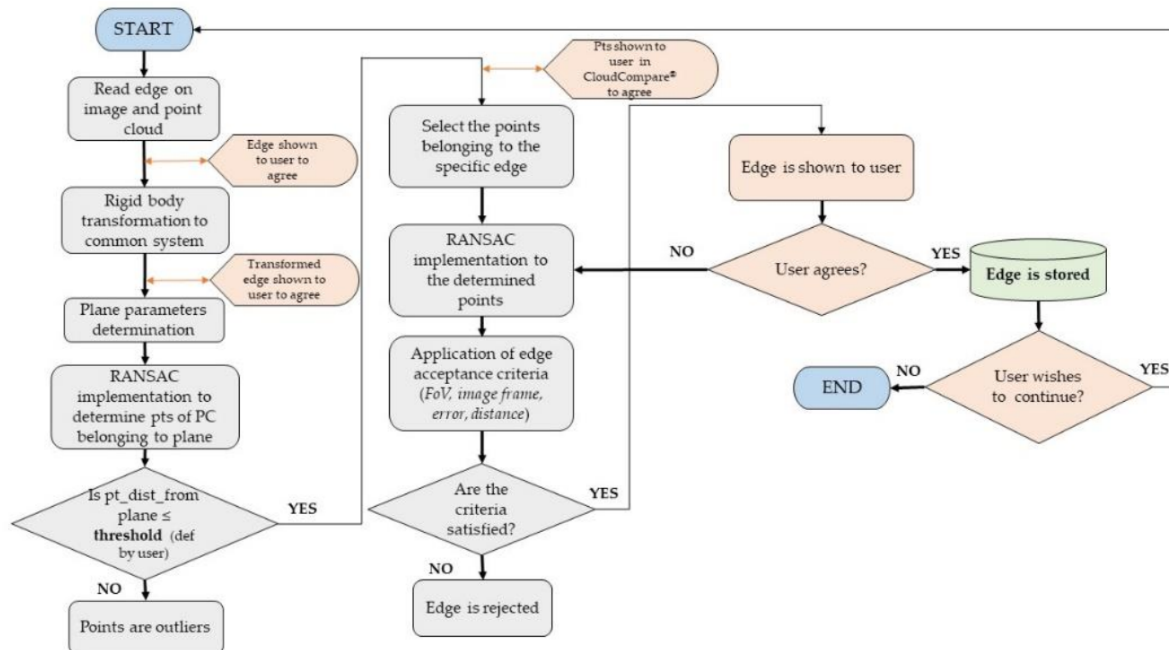 START
Read edge on
image and point
cloud
Edge shown
to user to
agree
Rigid body
transformation to
common system
Transformed
edge shown to
user to agree
Plane parameters
determination
RANSAC
implementation to
determine pts of PC
belonging to plane
Is pt_dist_from
plane ≤
threshold (def
by user)
YES
NO
Points are outliers
Pts shown to
user in
CloudCompare®
to agree
Select the points
belonging to the
specific edge
RANSAC
implementation to
the determined
points
Application of edge
acceptance criteria
(FoV, image frame,
error, distance)
Are the
criteria
satisfied?
YES
NO
Edge is rejected
Edge is shown to user
User agrees?
NO
YES
Edge is stored
User wishes
to continue?
NO
YES
END